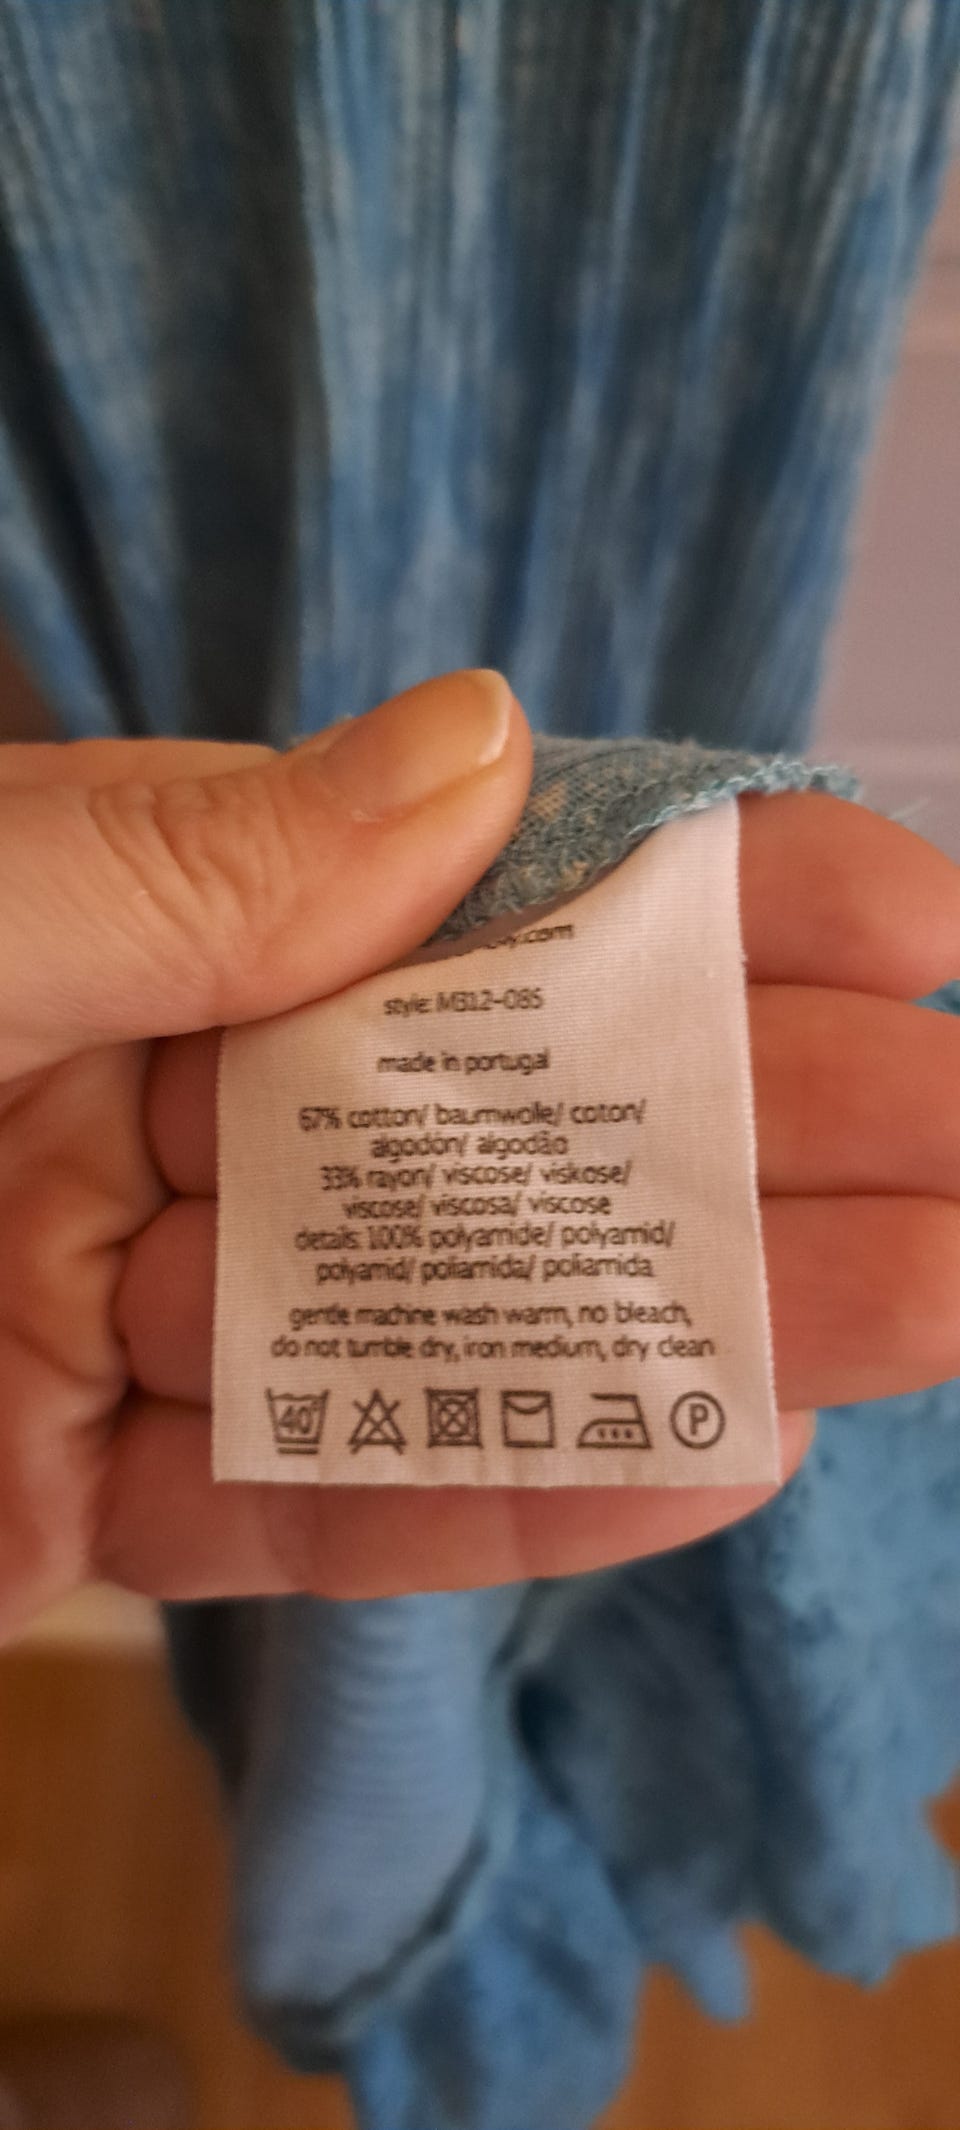 style: M312-086
made in portugal
67% cotton/ baumwolle/ coton/
algodón/ algodão
33% rayon/ viscose/ viskose/
viscose/ viscosa/ viscose
details: 100% polyamide/ polyamid/
polyamid/ poliamida/ poliamida
gentle machine wash warm, no bleach,
do not tumble dry, iron medium, dry clean
40° P